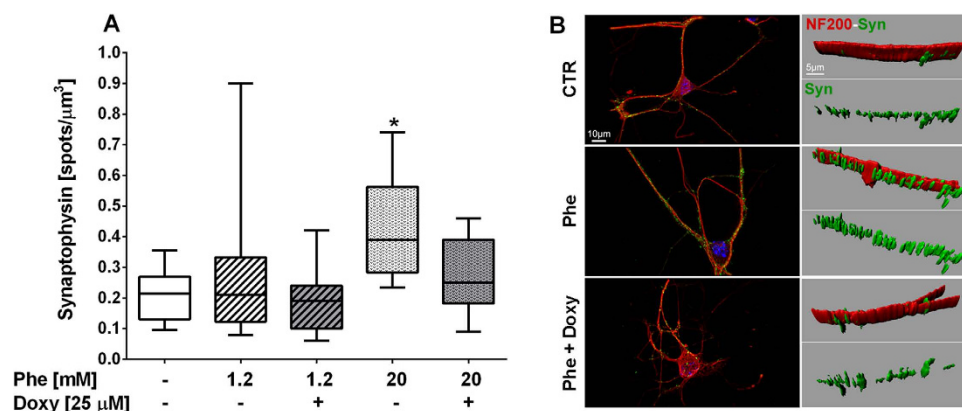 A
Synaptophysin [spots/μm³]
1.0
0.9
0.8
0.7
0.6
0.5
0.4
0.3
0.2
0.1
0.0
*
Phe [mM] - 1.2 1.2 20 20
Doxy [25 μM] - - + - +
B
CTR
10μm
NF200-Syn
5μm
Syn
Phe
Phe + Doxy